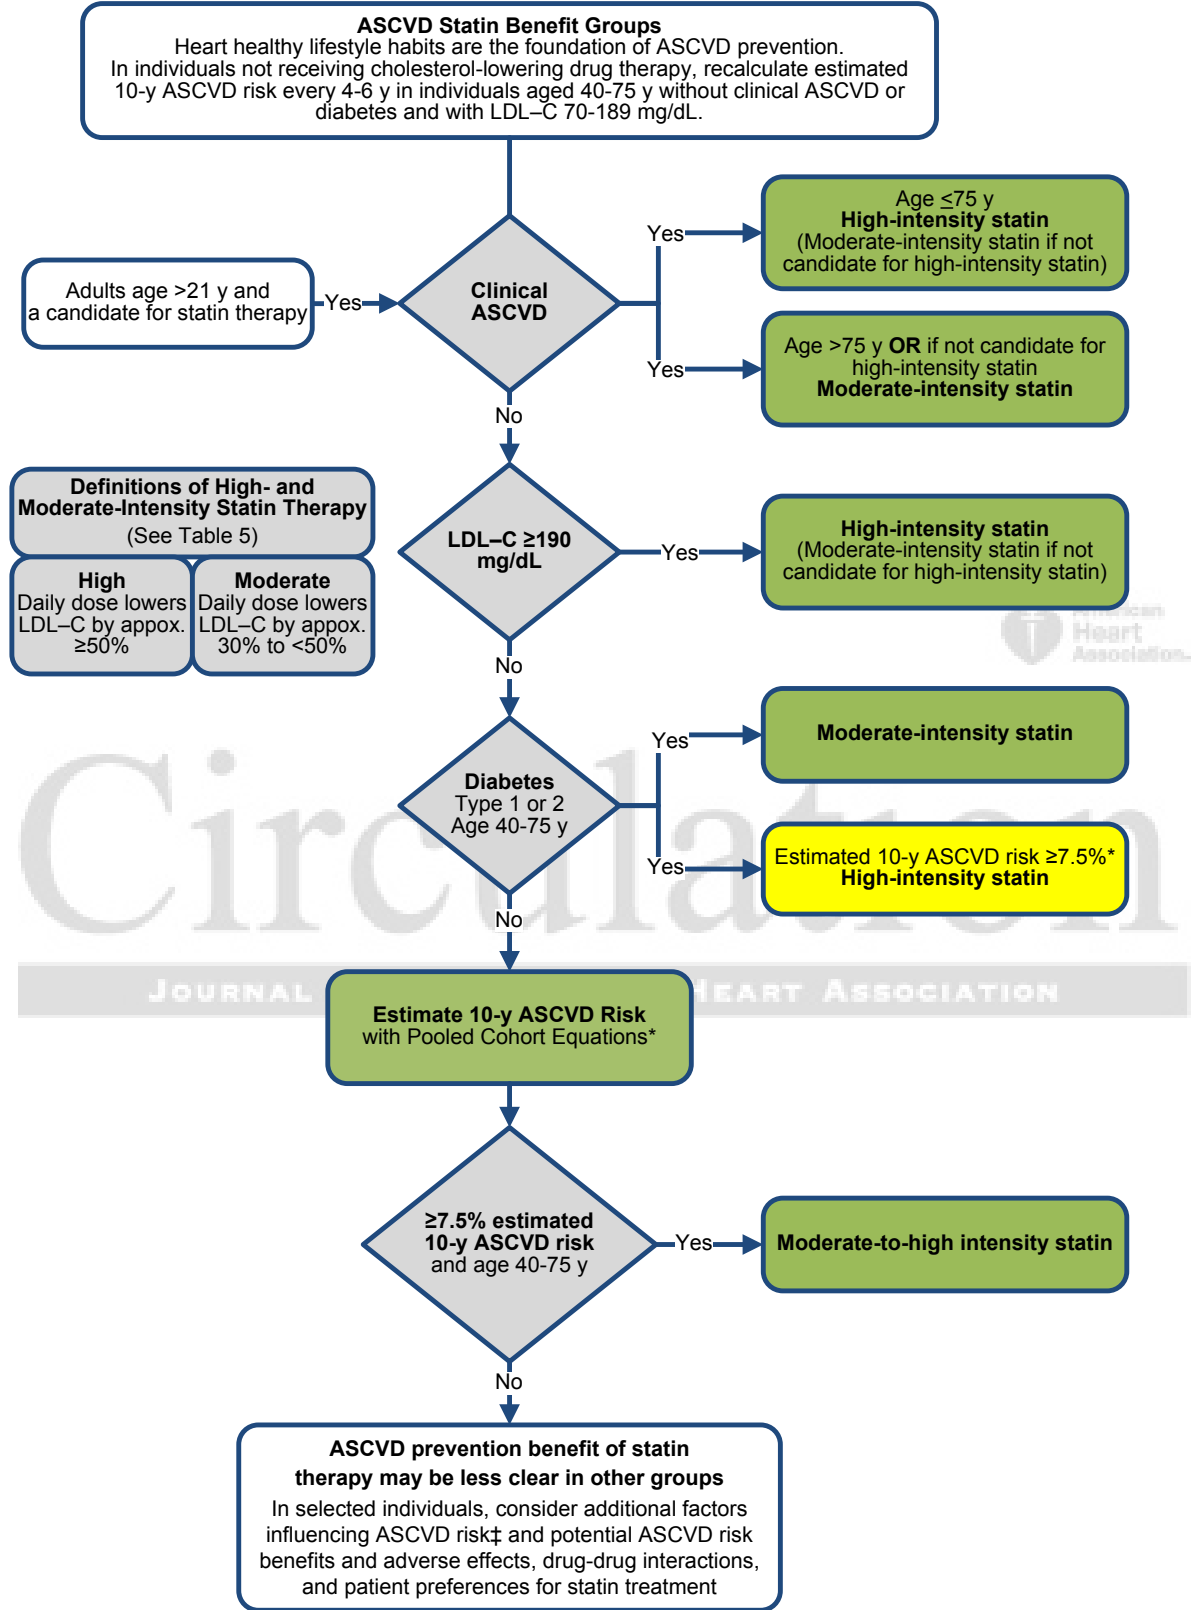 ASCVD Statin Benefit Groups
Heart healthy lifestyle habits are the foundation of ASCVD prevention.
In individuals not receiving cholesterol-lowering drug therapy, recalculate estimated
10-y ASCVD risk every 4-6 y in individuals aged 40-75 y without clinical ASCVD or
diabetes and with LDL–C 70-189 mg/dL.
Adults age >21 y and
a candidate for statin therapy
Yes
Clinical
ASCVD
Yes
Age ≤75 y
High-intensity statin
(Moderate-intensity statin if not
candidate for high-intensity statin)
Yes
Age >75 y OR if not candidate for
high-intensity statin
Moderate-intensity statin
No
Definitions of High- and
Moderate-Intensity Statin Therapy
(See Table 5)
High
Daily dose lowers
LDL–C by appox.
≥50%
Moderate
Daily dose lowers
LDL–C by appox.
30% to <50%
LDL–C ≥190
mg/dL
Yes
High-intensity statin
(Moderate-intensity statin if not
candidate for high-intensity statin)
American
Heart
Association
No
Diabetes
Type 1 or 2
Age 40-75 y
Yes
Moderate-intensity statin
Yes
Estimated 10-y ASCVD risk ≥7.5%*
High-intensity statin
Circulation
No
JOURNAL HEART ASSOCIATION
Estimate 10-y ASCVD Risk
with Pooled Cohort Equations*
≥7.5% estimated
10-y ASCVD risk
and age 40-75 y
Yes
Moderate-to-high intensity statin
No
ASCVD prevention benefit of statin
therapy may be less clear in other groups
In selected individuals, consider additional factors
influencing ASCVD risk‡ and potential ASCVD risk
benefits and adverse effects, drug-drug interactions,
and patient preferences for statin treatment